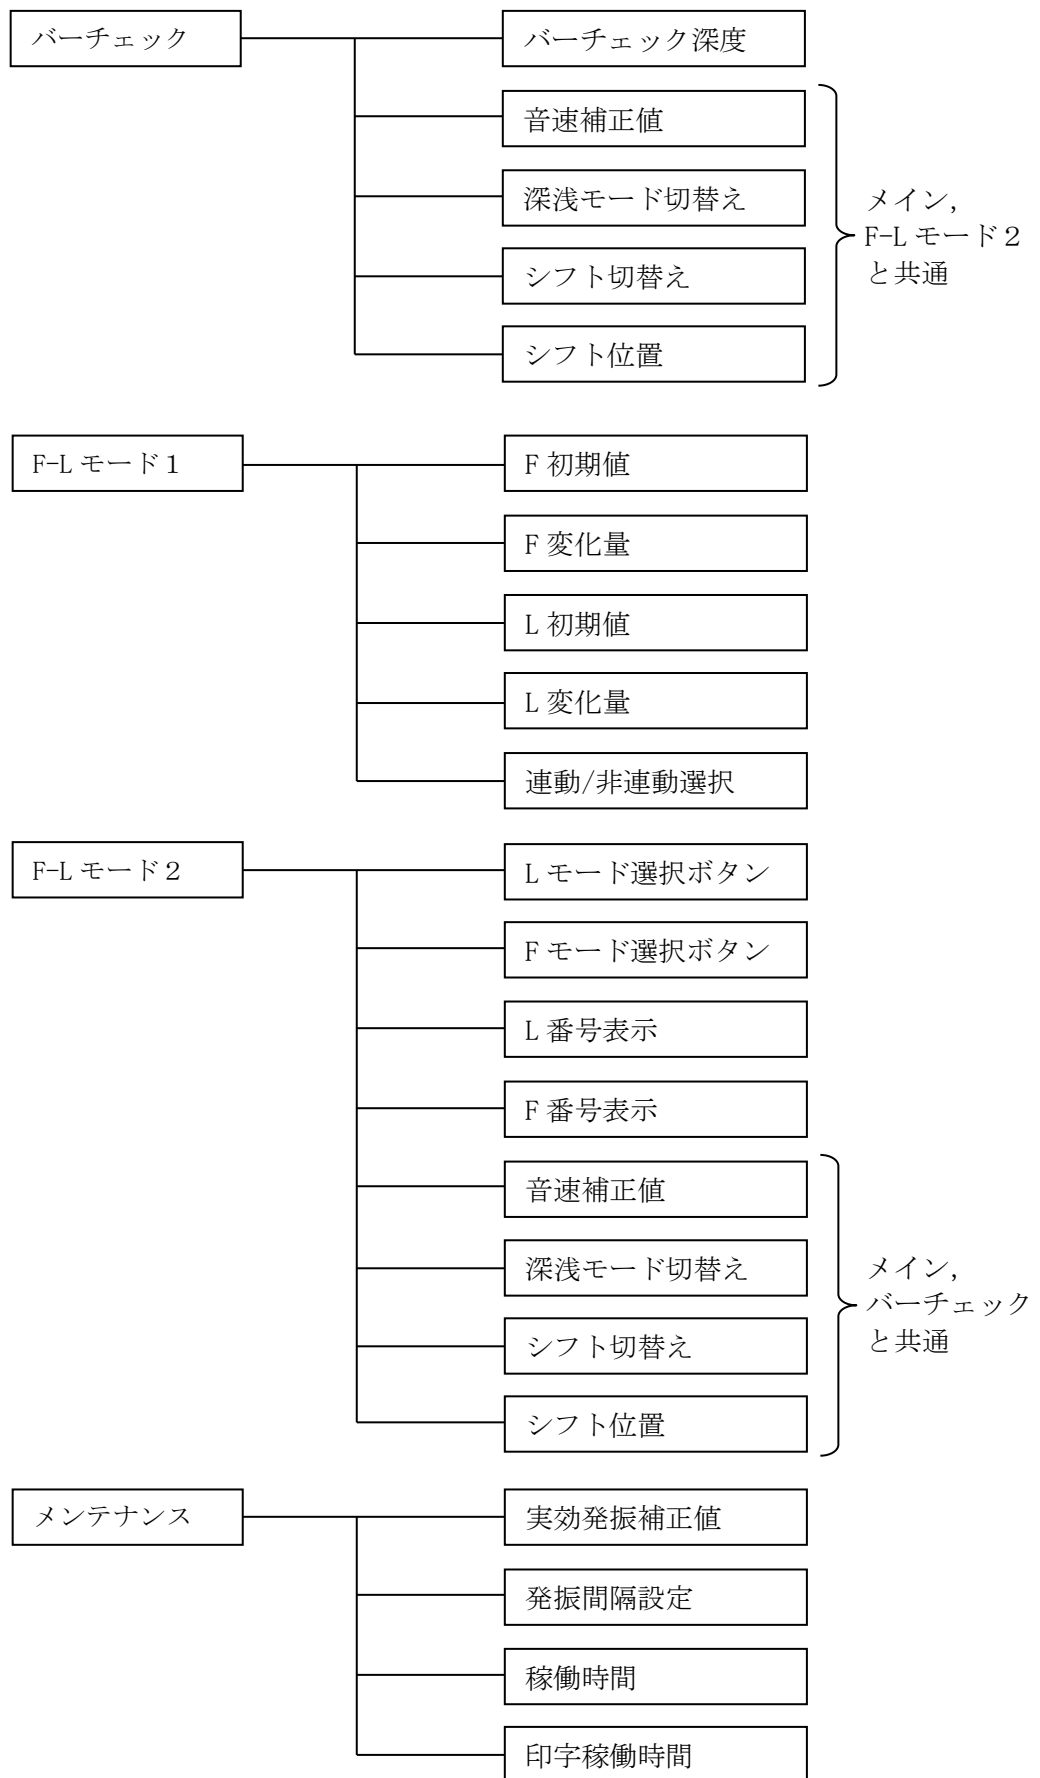 バーチェック
バーチェック深度
音速補正値
深浅モード切替え
シフト切替え
シフト位置
メイン,
F-L モード２
と共通
F-L モード１
F 初期値
F 変化量
L 初期値
L 変化量
連動/非連動選択
F-L モード２
L モード選択ボタン
F モード選択ボタン
L 番号表示
F 番号表示
音速補正値
深浅モード切替え
シフト切替え
シフト位置
メイン,
バーチェック
と共通
メンテナンス
実効発振補正値
発振間隔設定
稼働時間
印字稼働時間